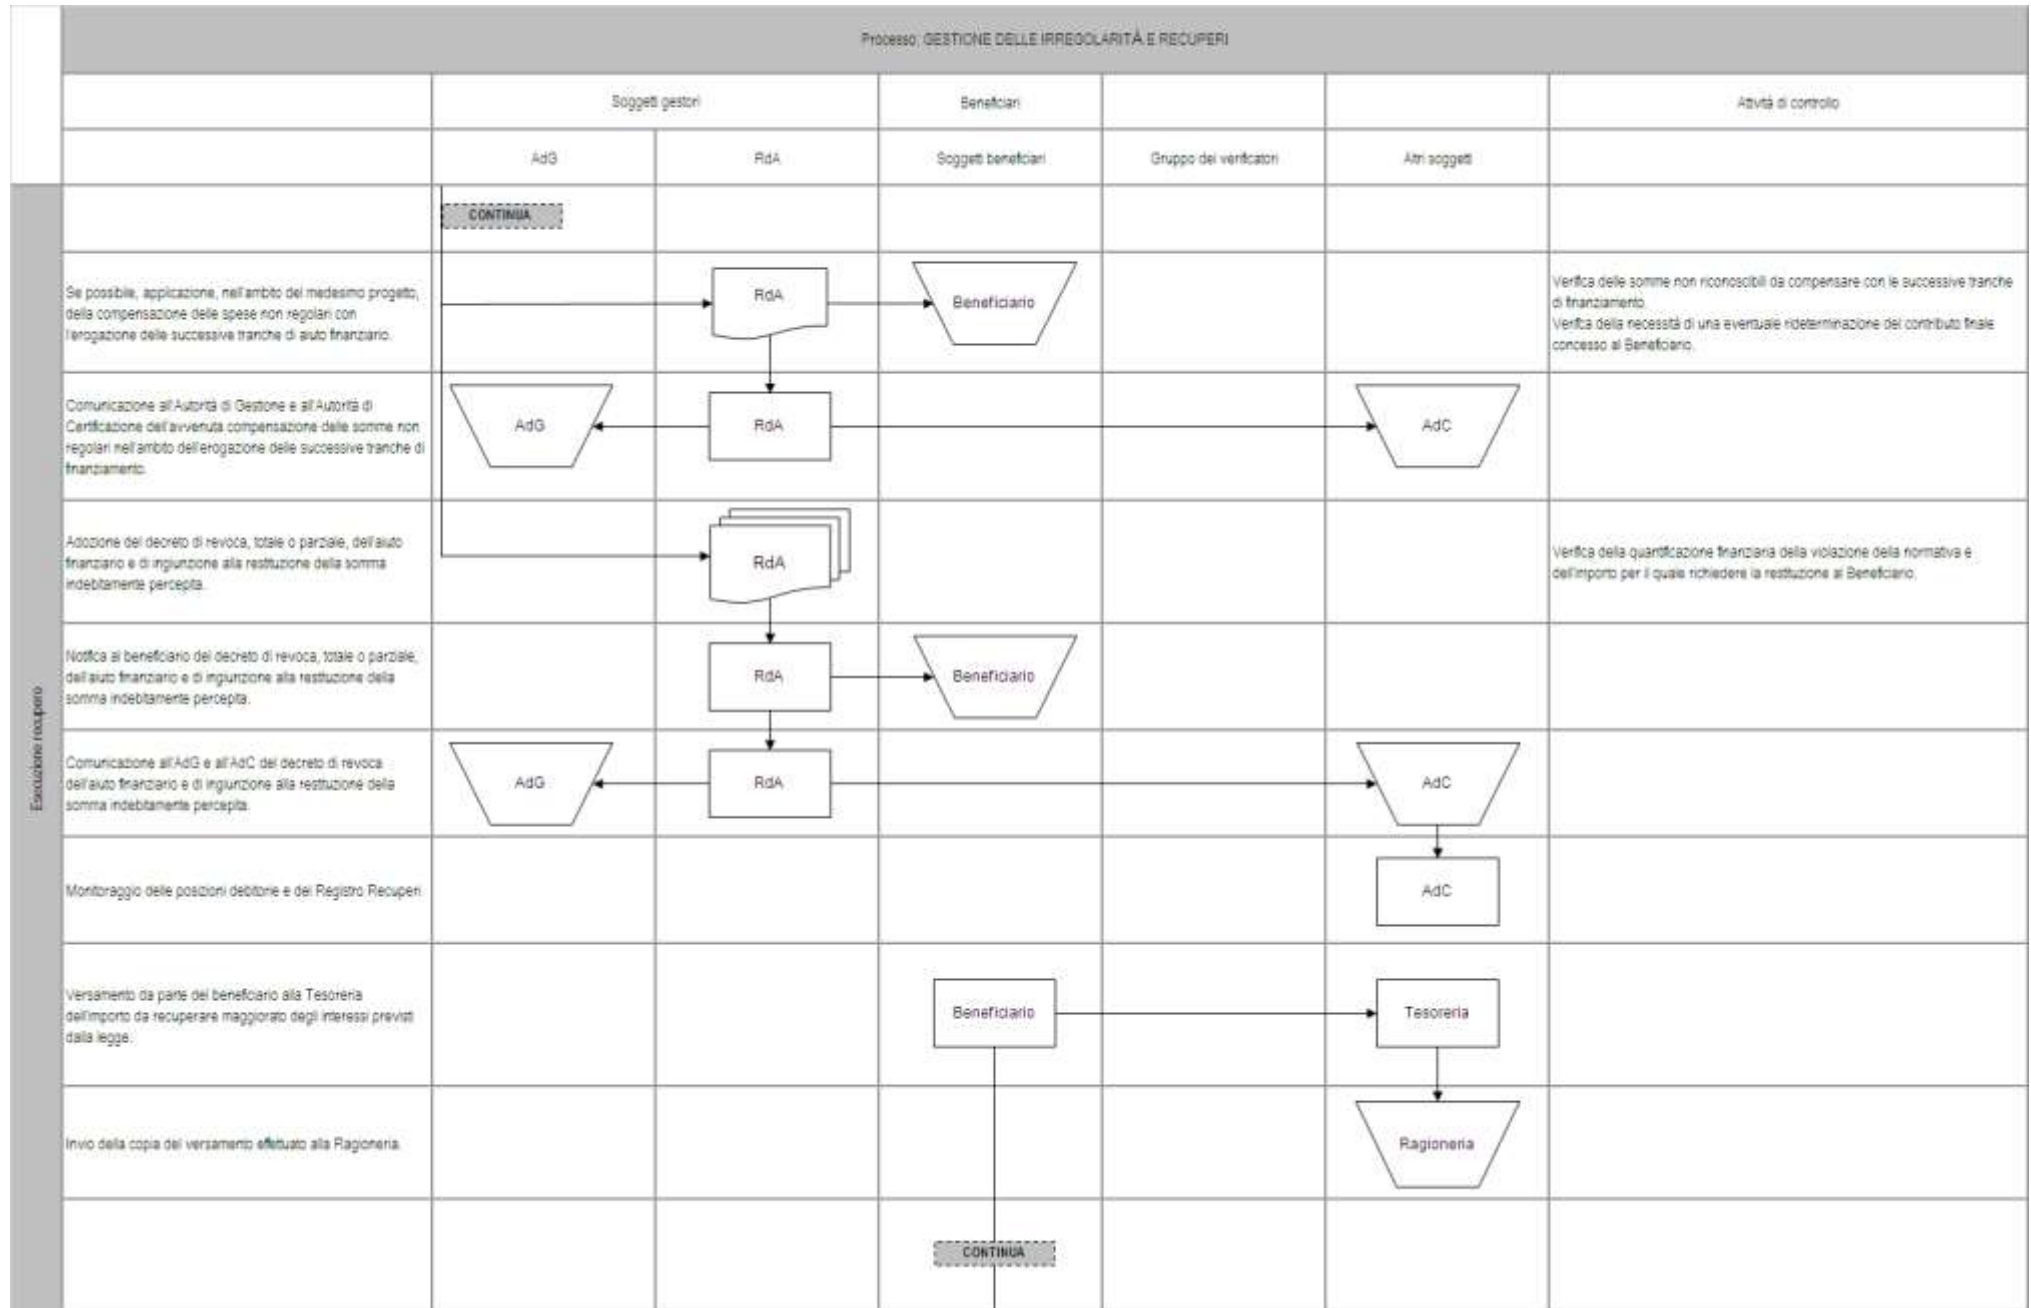 Processo: GESTIONE DELLE IRREGOLARITÀ E RECUPERI
Soggetti gestori
Beneficiari
Attività di controllo
AdG
RdA
Soggetti beneficiari
Gruppo dei verificatori
Altri soggetti
Esecuzione recupero
CONTINUA
Se possibile, applicazione, nell'ambito del medesimo progetto,
della compensazione delle spese non regolari con
l'erogazione delle successive tranche di aiuto finanziario.
RdA
Beneficiario
Verifica delle somme non riconoscibili da compensare con le successive tranche
di finanziamento.
Verifica della necessità di una eventuale rideterminazione del contributo finale
concesso al Beneficiario.
Comunicazione all'Autorità di Gestione e all'Autorità di
Certificazione dell'avvenuta compensazione delle somme non
regolari nell'ambito dell'erogazione delle successive tranche di
finanziamento.
AdG
RdA
AdC
Adozione del decreto di revoca, totale o parziale, dell'aiuto
finanziario e di ingiunzione alla restituzione della somma
indebitamente percepita.
RdA
Verifica della quantificazione finanziaria della violazione della normativa e
dell'importo per il quale richiedere la restituzione al Beneficiario.
Notifica al beneficiario del decreto di revoca, totale o parziale,
dell'aiuto finanziario e di ingiunzione alla restituzione della
somma indebitamente percepita.
RdA
Beneficiario
Comunicazione all'AdG e all'AdC del decreto di revoca
dell'aiuto finanziario e di ingiunzione alla restituzione della
somma indebitamente percepita.
AdG
RdA
AdC
Monitoraggio delle posizioni debitorie e del Registro Recuperi
AdC
Versamento da parte del beneficiario alla Tesoreria
dell'importo da recuperare maggiorato degli interessi previsti
dalla legge.
Beneficiario
Tesoreria
Invio della copia del versamento effettuato alla Ragioneria.
Ragioneria
CONTINUA